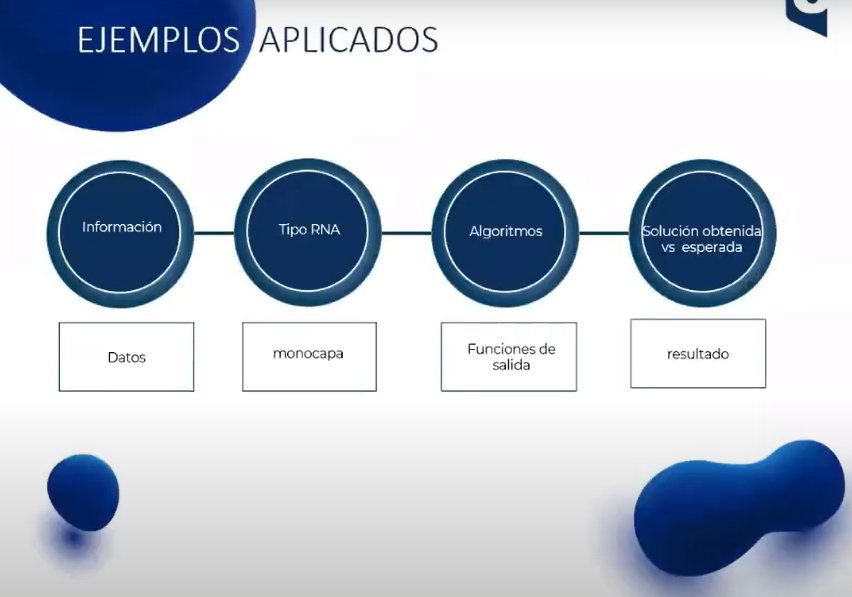 EJEMPLOS APLICADOS
Información
Tipo RNA
Algoritmos
Solución obtenida
vs esperada
Datos
monocapa
Funciones de
salida
resultado